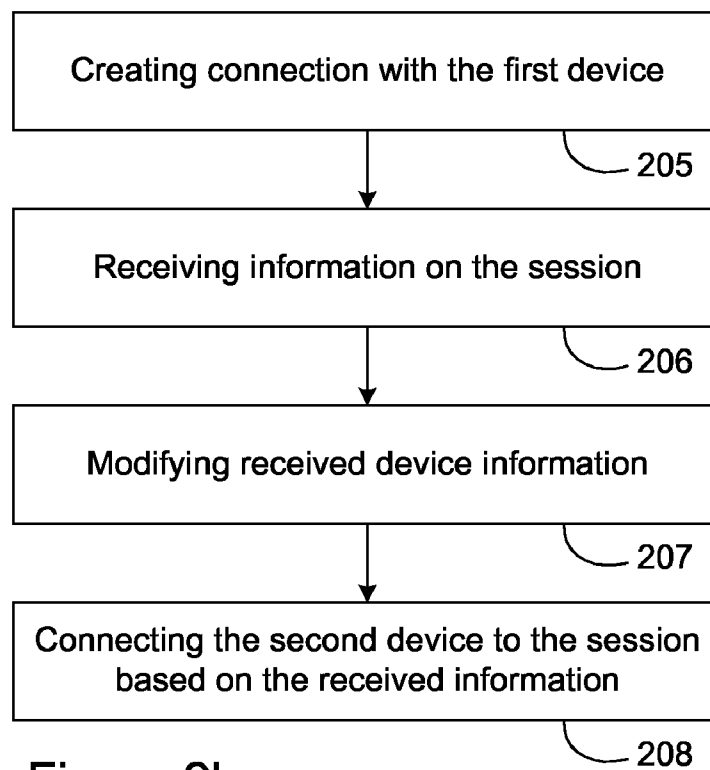 Creating connection with the first device
205
Receiving information on the session
206
Modifying received device information
207
Connecting the second device to the session
based on the received information
208